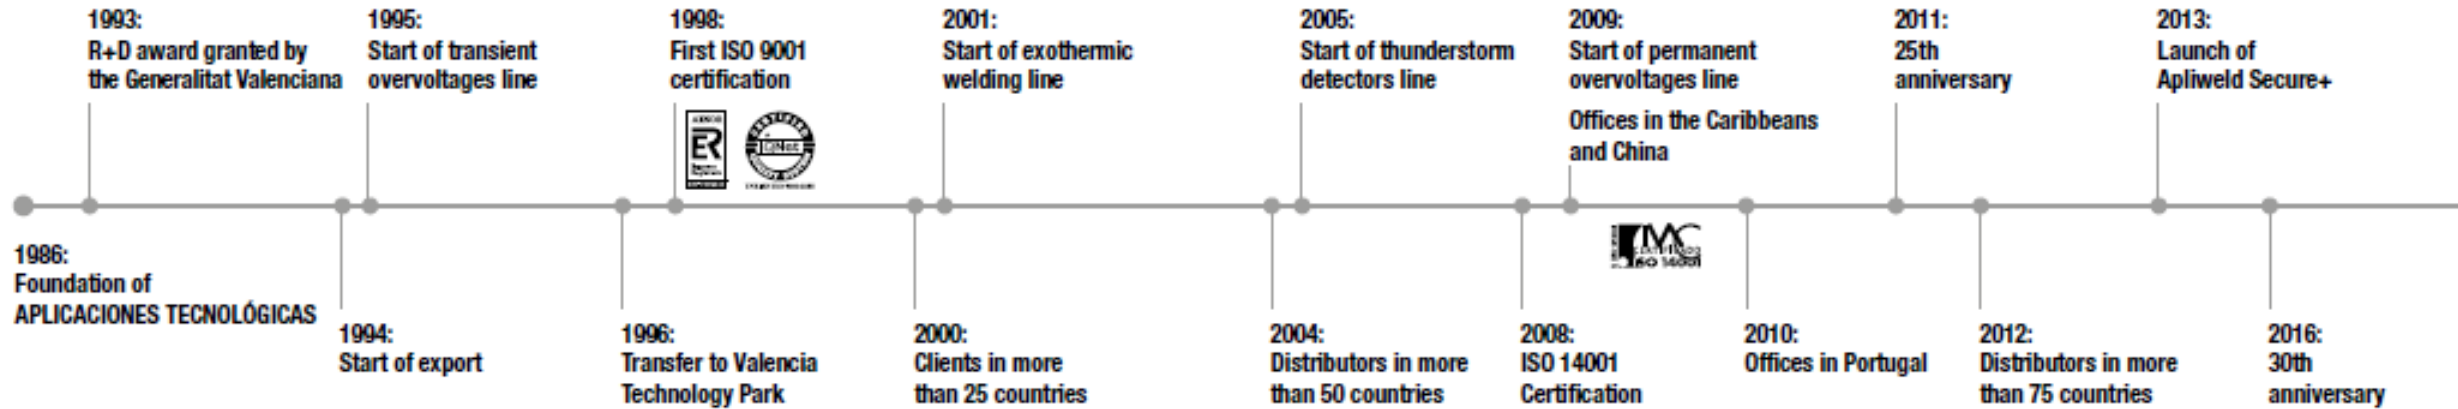 1993:
R+D award granted by
the Generalitat Valenciana
1995:
Start of transient
overvoltages line
1998:
First ISO 9001
certification
ER
IQNet
2001:
Start of exothermic
welding line
2005:
Start of thunderstorm
detectors line
2009:
Start of permanent
overvoltages line
Offices in the Caribbeans
and China
2011:
25th
anniversary
2013:
Launch of
Apliweld Secure+
1986:
Foundation of
APLICACIONES TECNOLÓGICAS
1994:
Start of export
1996:
Transfer to Valencia
Technology Park
2000:
Clients in more
than 25 countries
2004:
Distributors in more
than 50 countries
2008:
ISO 14001
Certification
ISO 14001
2010:
Offices in Portugal
2012:
Distributors in more
than 75 countries
2016:
30th
anniversary